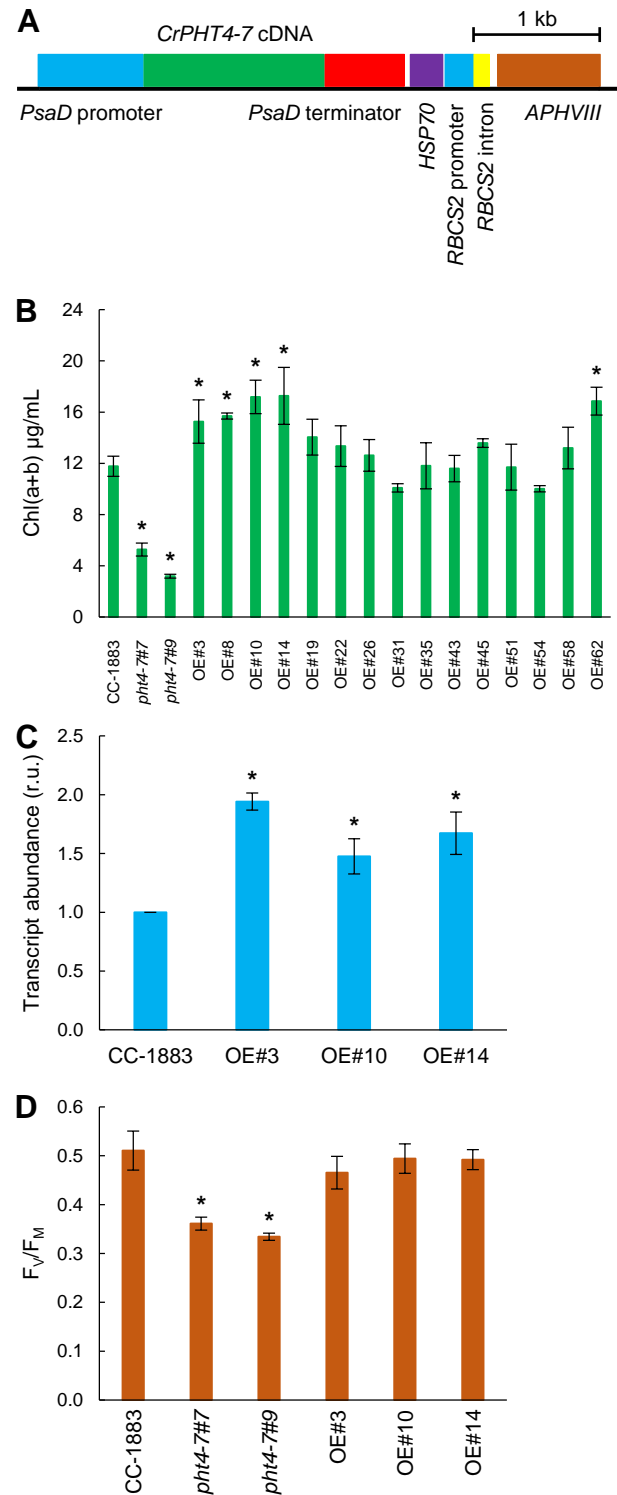 A
1 kb
CrPHT4-7 cDNA
PsaD promoter
PsaD terminator
HSP70
RBCS2 promoter
RBCS2 intron
APHVIII
B
Chl(a+b) µg/mL
24
20
16
12
8
4
0
*
*
*
*
*
*
*
CC-1883
pht4-7#7
pht4-7#9
OE#3
OE#8
OE#10
OE#14
OE#19
OE#22
OE#26
OE#31
OE#35
OE#43
OE#45
OE#51
OE#54
OE#58
OE#62
C
Transcript abundance (r.u.)
2.5
2.0
1.5
1.0
0.5
0.0
*
*
*
CC-1883
OE#3
OE#10
OE#14
D
FV/FM
0.6
0.5
0.4
0.3
0.2
0.1
0.0
*
*
CC-1883
pht4-7#7
pht4-7#9
OE#3
OE#10
OE#14